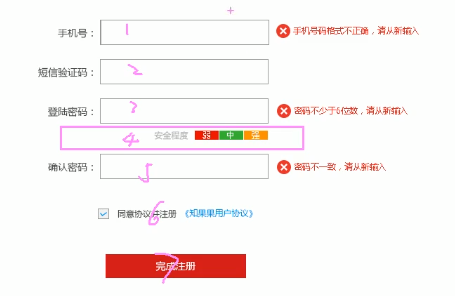 手机号： 1 手机号码格式不正确，请从新输入
短信验证码： 2
登陆密码： 3 密码不少于6位数，请从新输入
4 安全程度 弱 中 强
确认密码： 5 密码不一致，请从新输入
同意协议并注册 《如果果用户协议》 6
完成注册 7